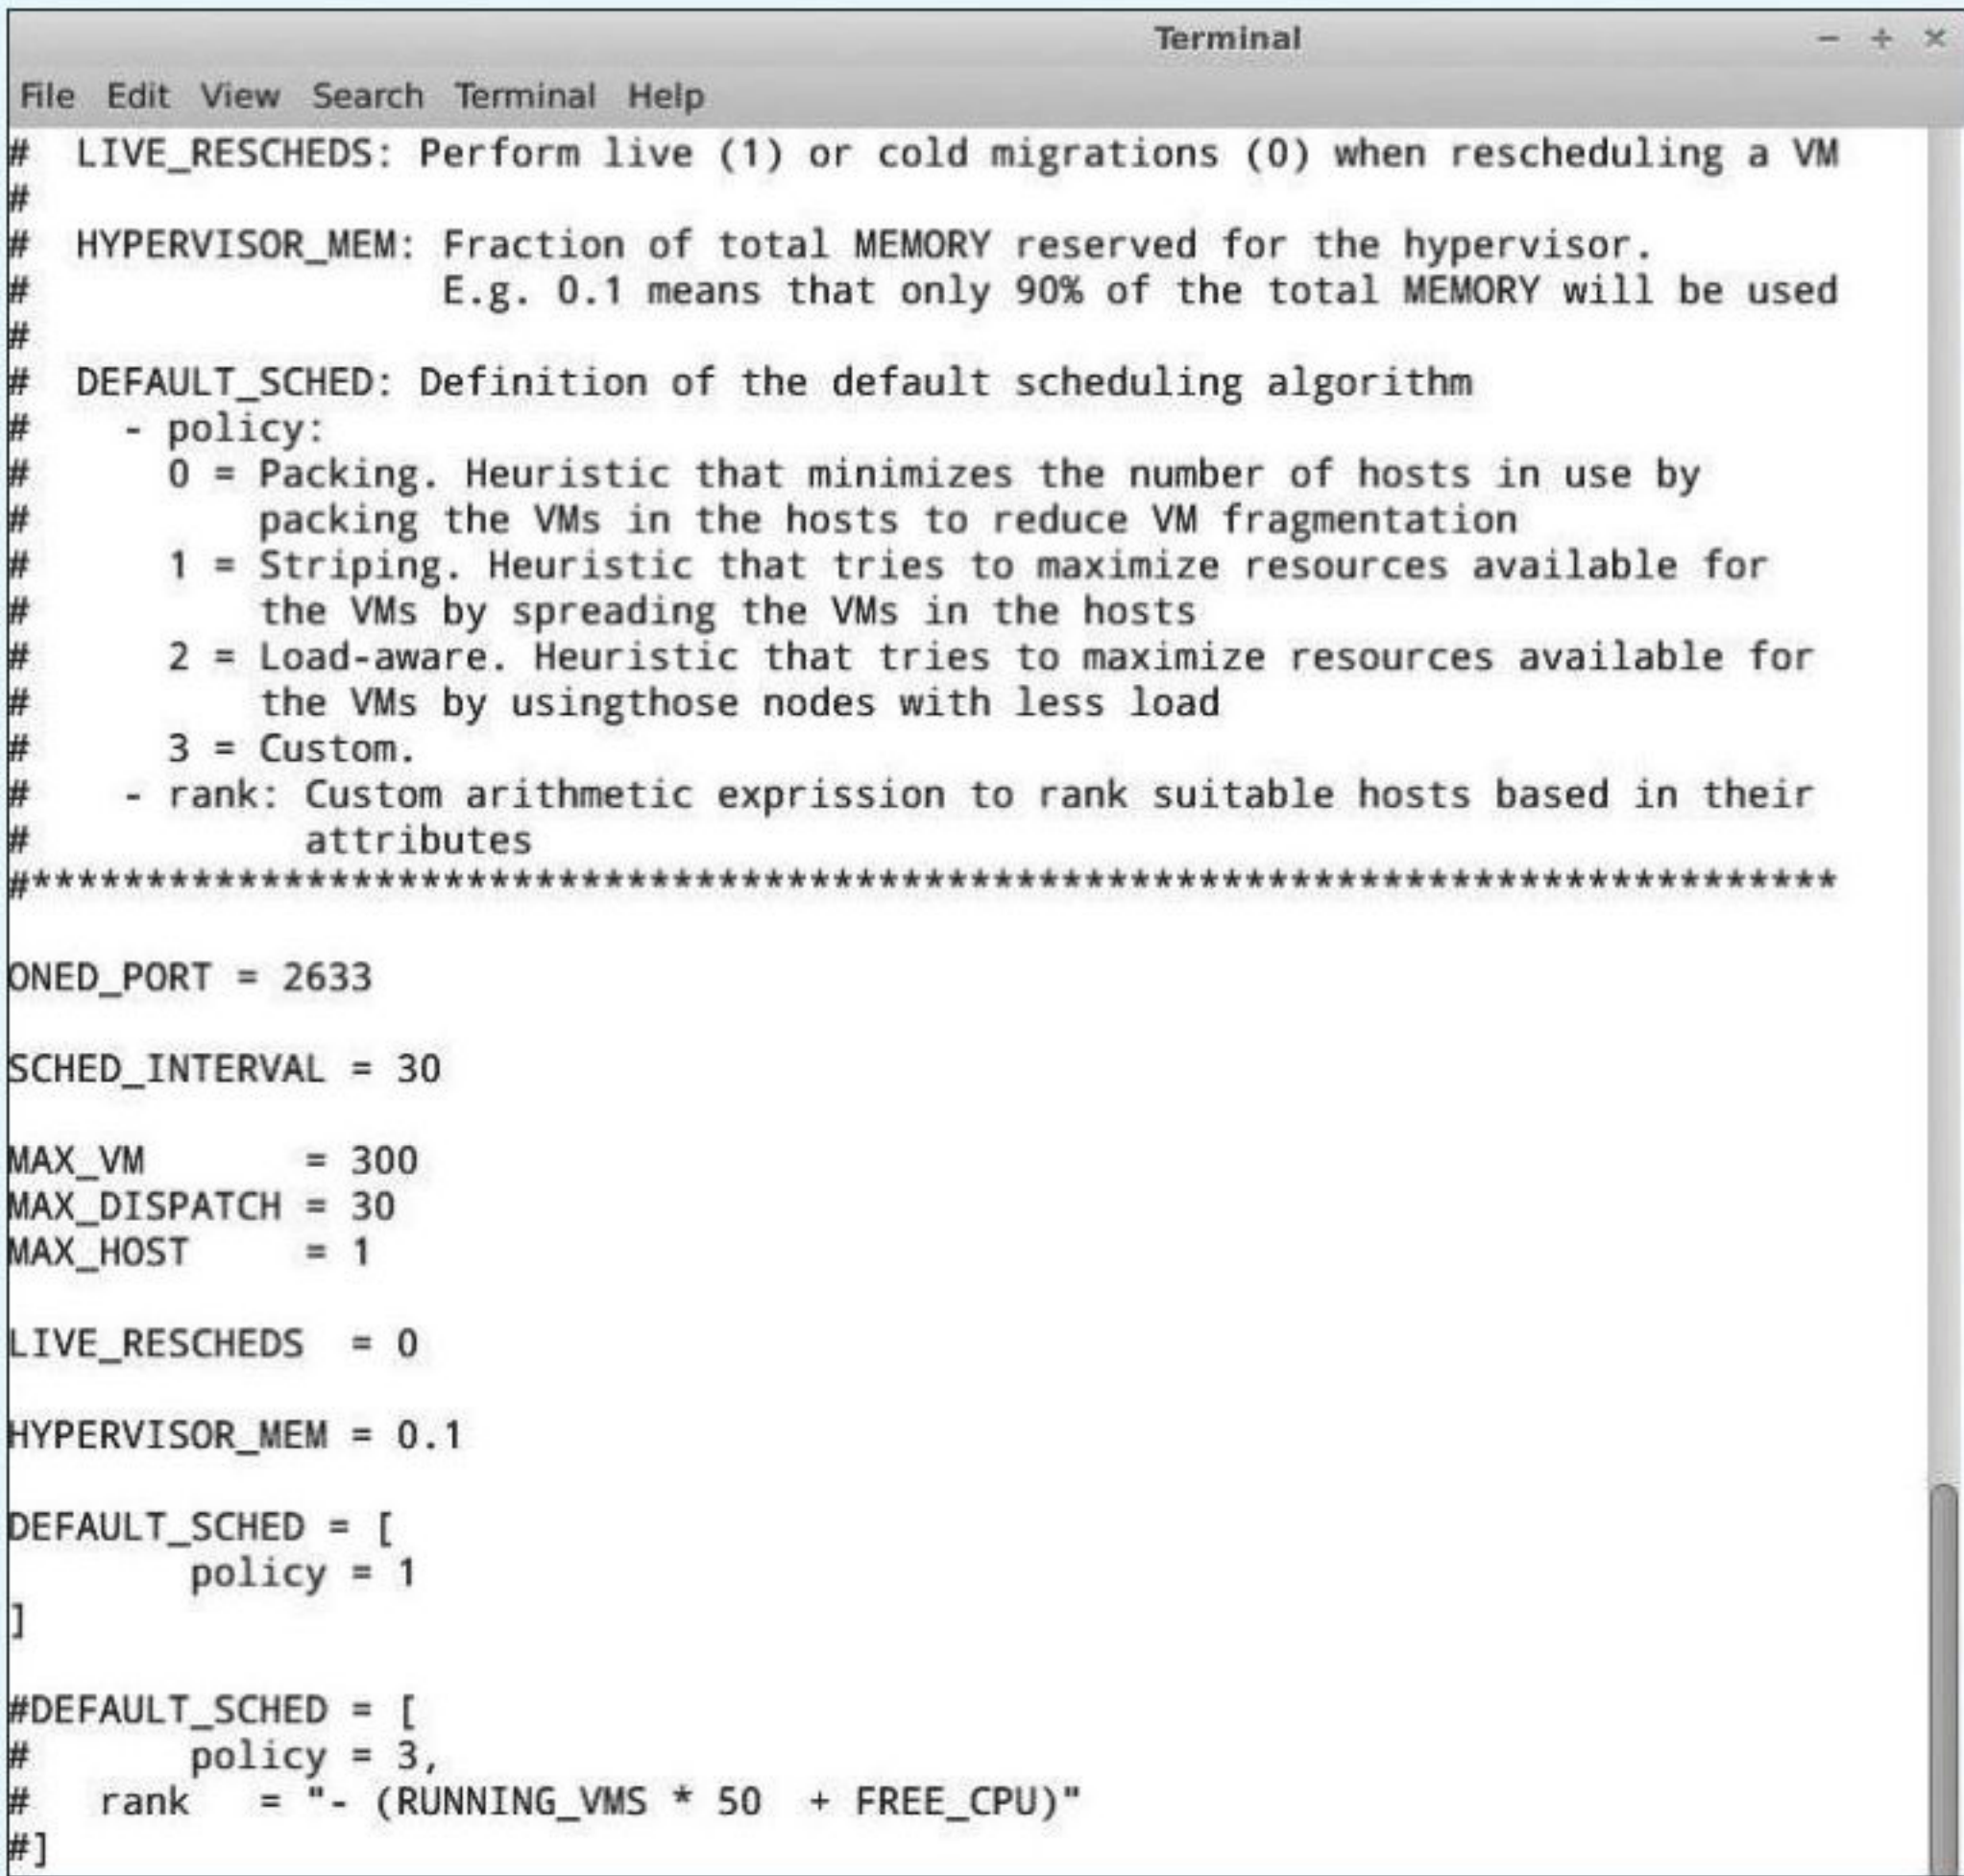 Terminal
File Edit View Search Terminal Help
#  LIVE_RESCHEDS: Perform live (1) or cold migrations (0) when rescheduling a VM
#
#  HYPERVISOR_MEM: Fraction of total MEMORY reserved for the hypervisor.
#                  E.g. 0.1 means that only 90% of the total MEMORY will be used
#
#  DEFAULT_SCHED: Definition of the default scheduling algorithm
#    - policy:
#      0 = Packing. Heuristic that minimizes the number of hosts in use by
#          packing the VMs in the hosts to reduce VM fragmentation
#      1 = Striping. Heuristic that tries to maximize resources available for
#          the VMs by spreading the VMs in the hosts
#      2 = Load-aware. Heuristic that tries to maximize resources available for
#          the VMs by usingthose nodes with less load
#      3 = Custom.
#    - rank: Custom arithmetic exprission to rank suitable hosts based in their
#            attributes
#*******************************************************************************
ONED_PORT = 2633
SCHED_INTERVAL = 30
MAX_VM       = 300
MAX_DISPATCH = 30
MAX_HOST     = 1
LIVE_RESCHEDS  = 0
HYPERVISOR_MEM = 0.1
DEFAULT_SCHED = [
        policy = 1
]
#DEFAULT_SCHED = [
#       policy = 3,
#   rank   = "- (RUNNING_VMS * 50  + FREE_CPU)"
#]